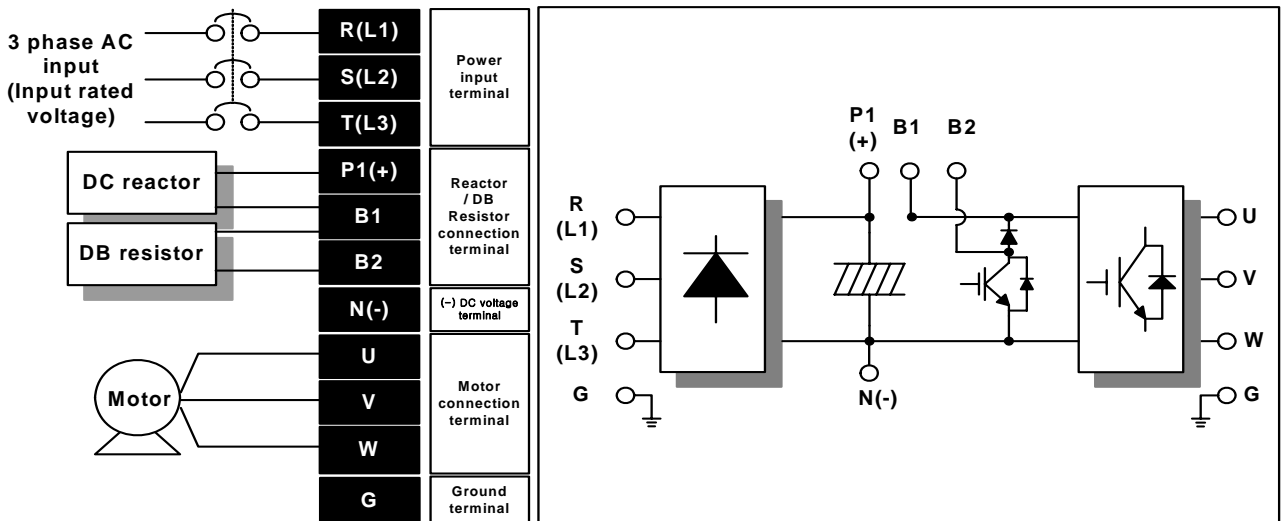 3 phase AC
input
(Input rated
voltage)
R(L1)
S(L2)
T(L3)
Power
input
terminal
DC reactor
DB resistor
P1(+)
B1
B2
Reactor
/ DB
Resistor
connection
terminal
N(-)
(-) DC voltage
terminal
Motor
U
V
W
Motor
connection
terminal
G
Ground
terminal
P1
(+)
B1
B2
R
(L1)
S
(L2)
T
(L3)
G
N(-)
U
V
W
G